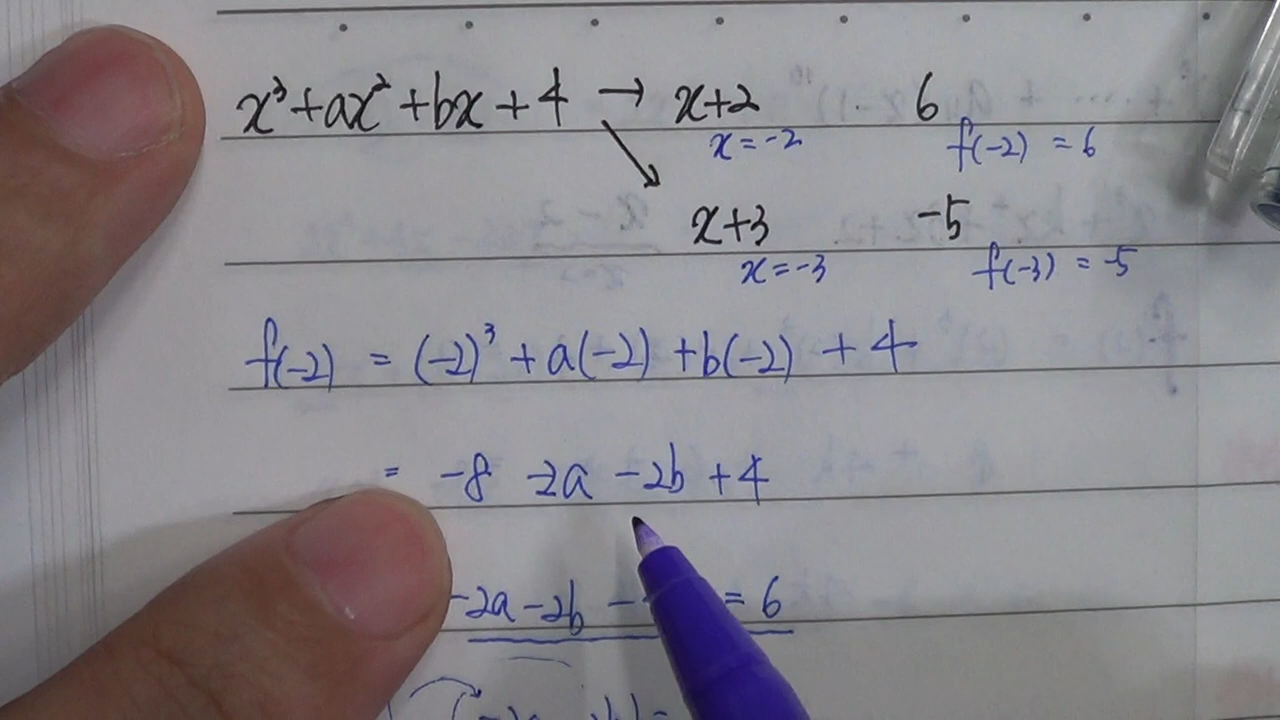 x³+ax²+bx+4 → x+2 6
x=-2 f(-2) = 6
x+3 -5
x=-3 f(-3) = -5
f(-2) = (-2)³ + a(-2) + b(-2) + 4
= -8 -2a -2b +4
-2a -2b - = 6